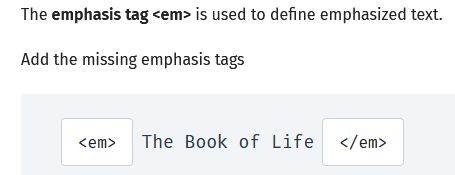 The emphasis tag <em> is used to define emphasized text.
Add the missing emphasis tags
<em> The Book of Life </em>